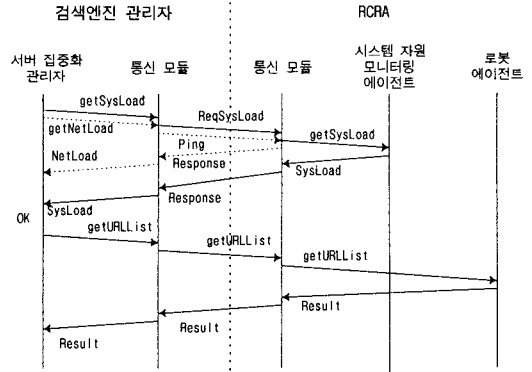 검색엔진 관리자
RCRA
서버 집중화
관리자
통신 모듈
통신 모듈
시스템 자원
모니터링
에이전트
로봇
에이전트
getSysLoad
ReqSysLoad
getNetLoad
getSysLoad
Ping
NetLoad
Response
SysLoad
Response
SysLoad
OK
getURLList
getURLList
getURLList
Result
Result
Result